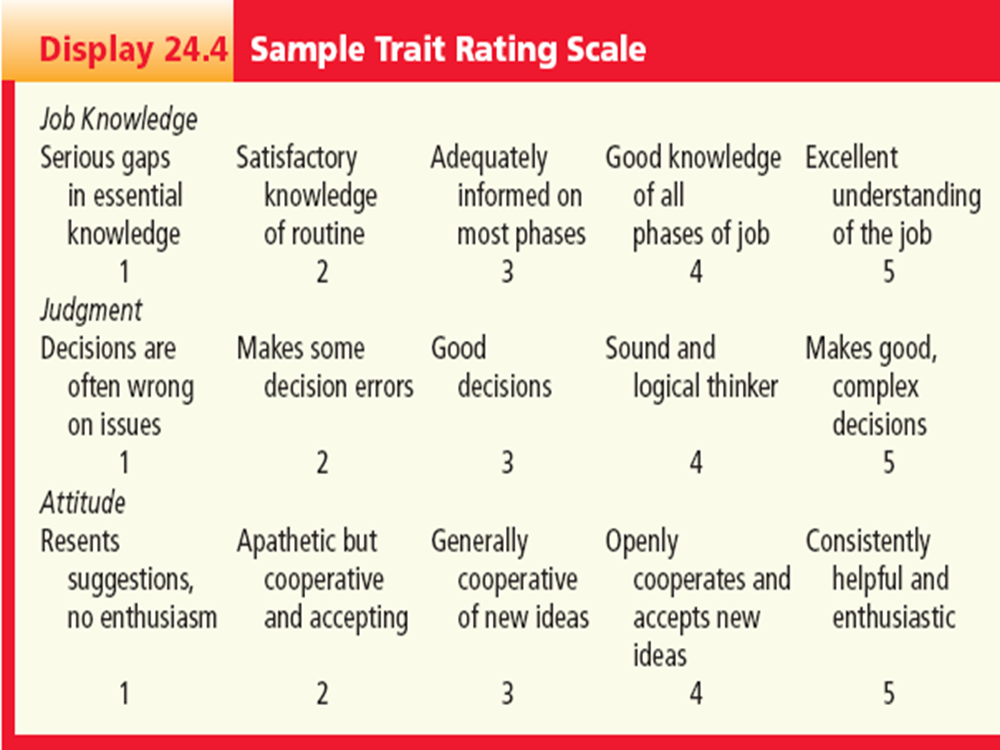 Display 24.4 Sample Trait Rating Scale
Job Knowledge
Serious gaps Satisfactory Adequately Good knowledge Excellent
in essential knowledge informed on of all understanding
knowledge of routine most phases phases of job of the job
1 2 3 4 5
Judgment
Decisions are Makes some Good Sound and Makes good,
often wrong decision errors decisions logical thinker complex
on issues decisions
1 2 3 4 5
Attitude
Resents Apathetic but Generally Openly Consistently
suggestions, cooperative cooperative cooperates and helpful and
no enthusiasm and accepting of new ideas accepts new enthusiastic
ideas
1 2 3 4 5